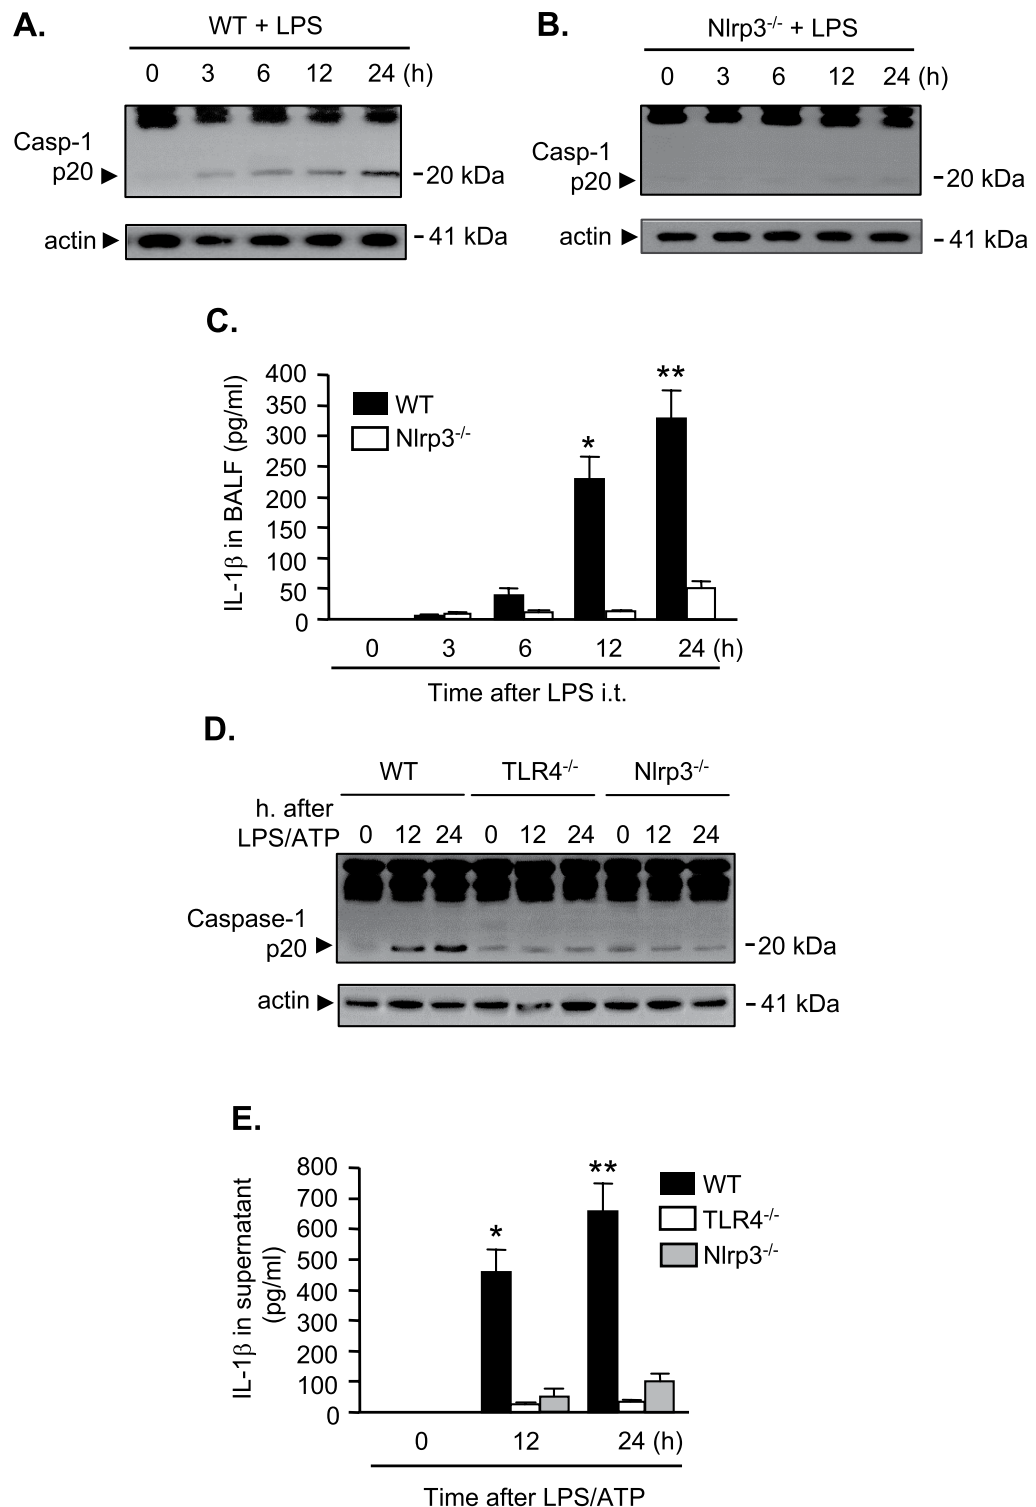 A.
WT + LPS
0 3 6 12 24 (h)
Casp-1
p20 ►
-20 kDa
actin ►
- 41 kDa
B.
Nlrp3-/- + LPS
0 3 6 12 24 (h)
Casp-1
p20 ►
-20 kDa
actin ►
-41 kDa
C.
IL-1β in BALF (pg/ml)
400
350
300
250
200
150
100
50
0
WT
Nlrp3-/-
*
**
0 3 6 12 24 (h)
Time after LPS i.t.
D.
WT TLR4-/- Nlrp3-/-
h. after
LPS/ATP 0 12 24 0 12 24 0 12 24
Caspase-1
p20 ►
-20 kDa
actin ►
-41 kDa
E.
IL-1β in supernatant
(pg/ml)
800
700
600
500
400
300
200
100
0
*
**
WT
TLR4-/-
Nlrp3-/-
0 12 24 (h)
Time after LPS/ATP